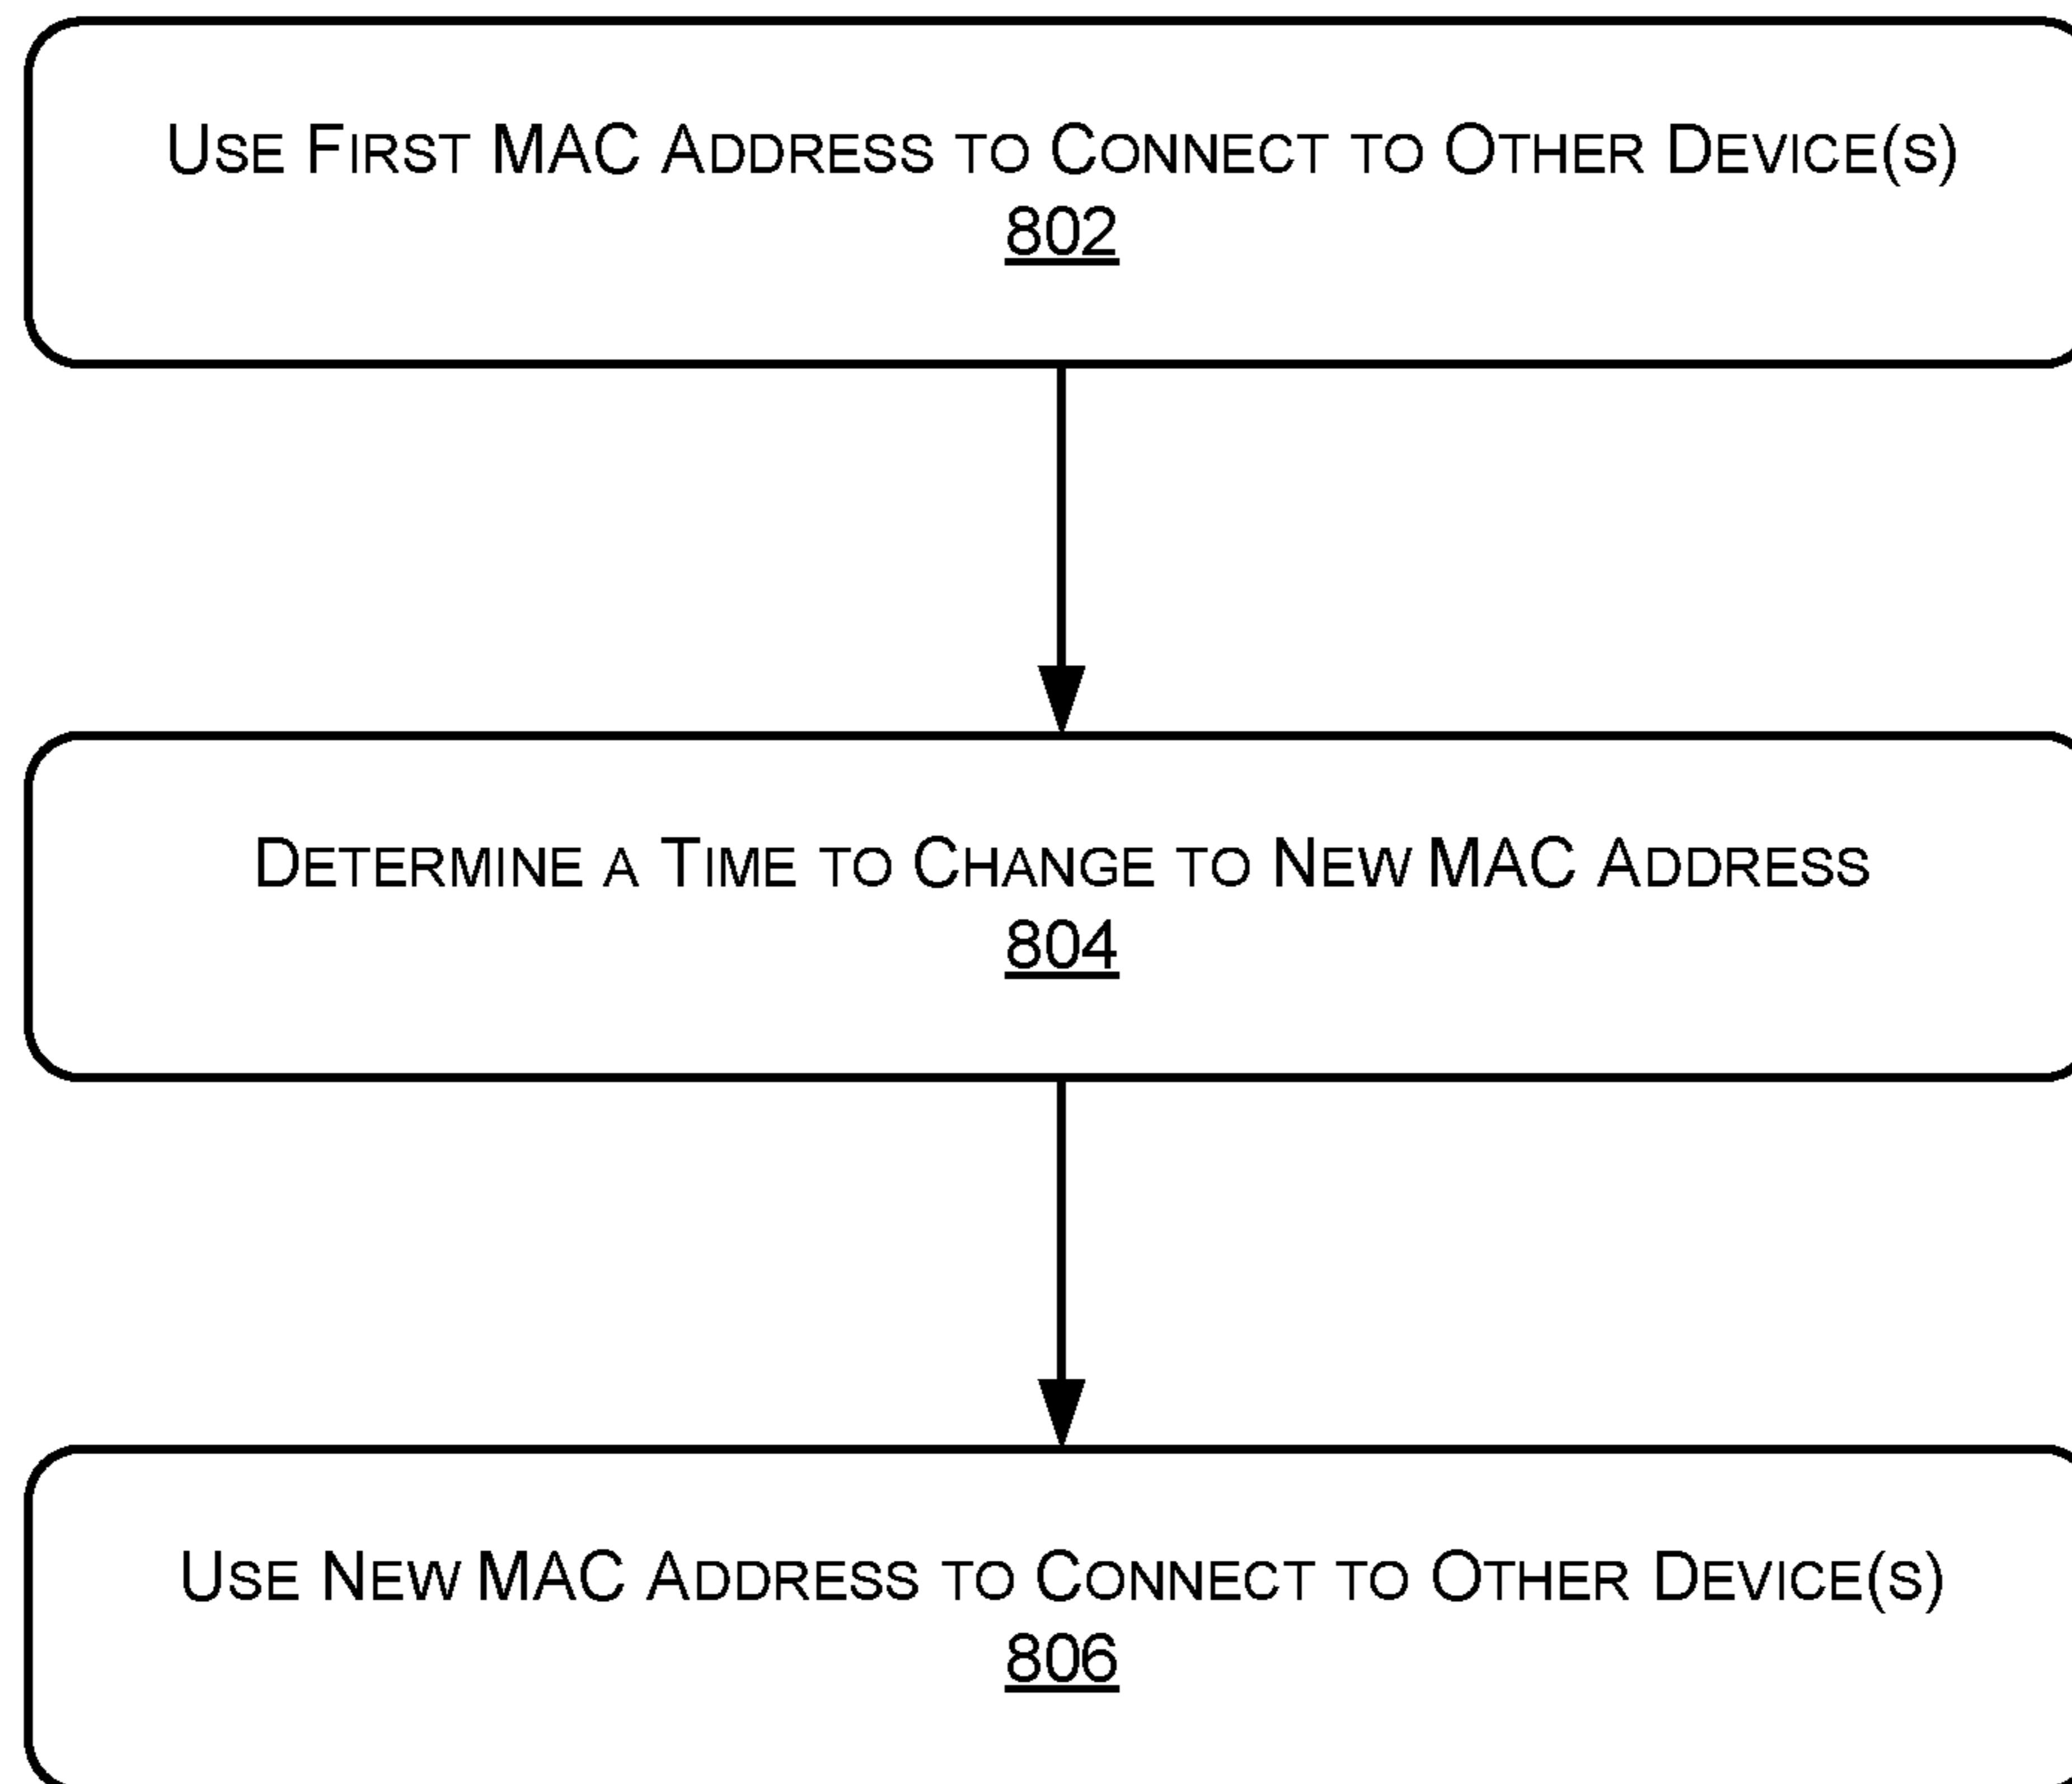 Use First MAC Address to Connect to Other Device(s)
802
Determine a Time to Change to New MAC Address
804
Use New MAC Address to Connect to Other Device(s)
806